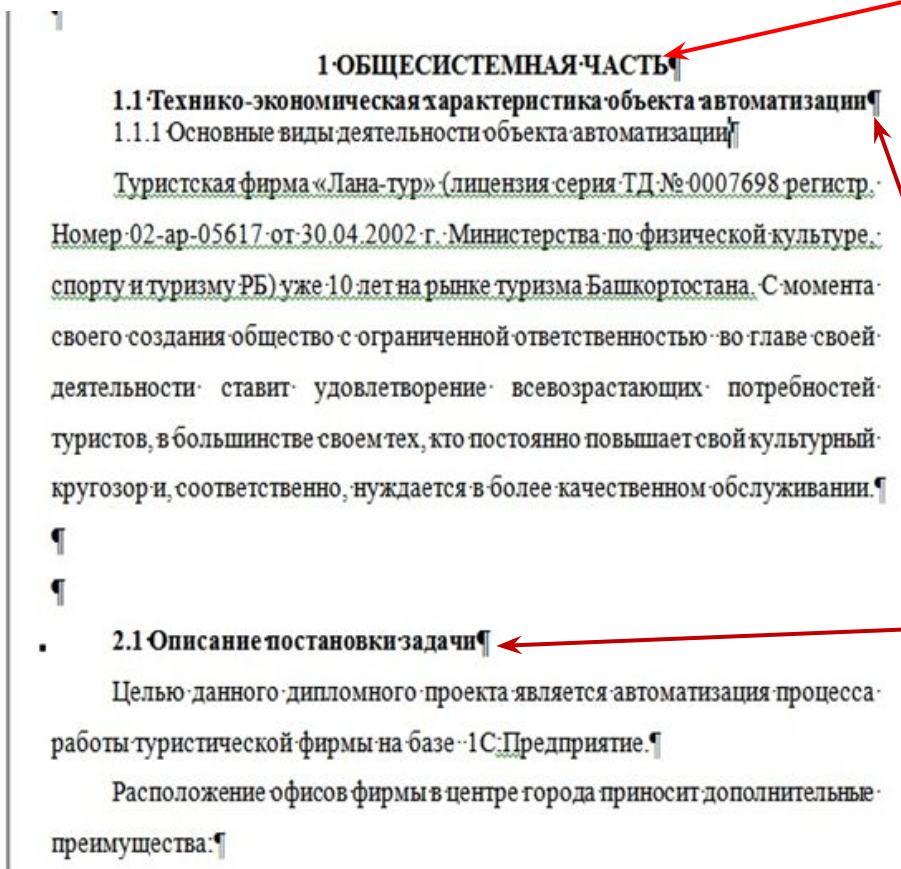 1 ОБЩЕСИСТЕМНАЯ ЧАСТЬ¶
1.1 Технико-экономическая характеристика объекта автоматизации¶
1.1.1 Основные виды деятельности объекта автоматизации¶
Туристская фирма «Лана-тур» (лицензия серия ТД № 0007698 регистр.
Номер 02-ар-05617 от 30.04.2002 г. Министерства по физической культуре,
спорту и туризму РБ) уже 10 лет на рынке туризма Башкортостана. С момента
своего создания общество с ограниченной ответственностью во главе своей
деятельности ставит удовлетворение всевозрастающих потребностей
туристов, в большинстве своем тех, кто постоянно повышает свой культурный
кругозор и, соответственно, нуждается в более качественном обслуживании.¶
¶
¶
2.1 Описание постановки задачи¶
Целью данного дипломного проекта является автоматизация процесса
работы туристической фирмы на базе 1С:Предприятие.¶
Расположение офисов фирмы в центре города приносит дополнительные
преимущества:¶